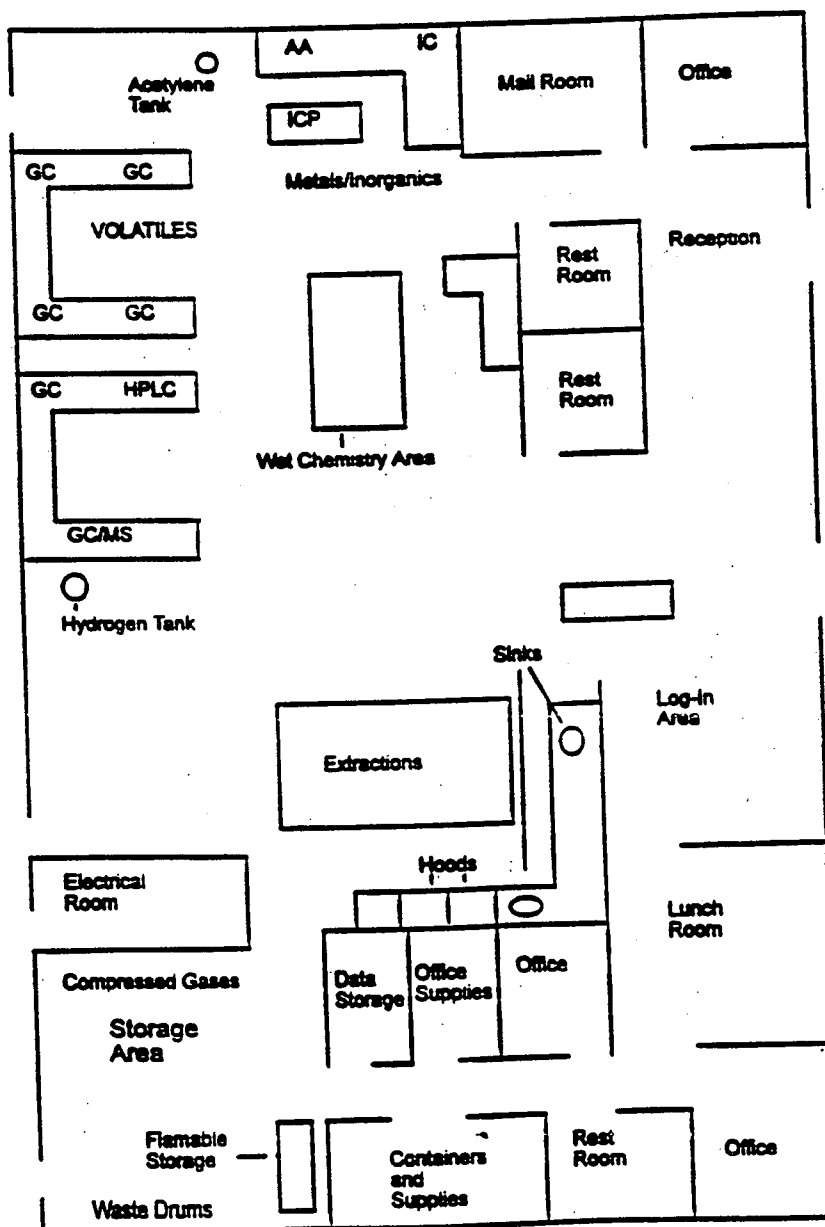 AA
IC
Acetylene
Tank
Mail Room
Office
ICP
GC
GC
Metals/Inorganics
VOLATILES
Rest
Room
Reception
GC
GC
GC
HPLC
Rest
Room
Wet Chemistry Area
GC/MS
Hydrogen Tank
Sinks
Log-in
Area
Extractions
Hoods
Electrical
Room
Lunch
Room
Compressed Gases
Data
Storage
Office
Supplies
Office
Storage
Area
Flamable
Storage
Containers
and
Supplies
Rest
Room
Office
Waste Drums